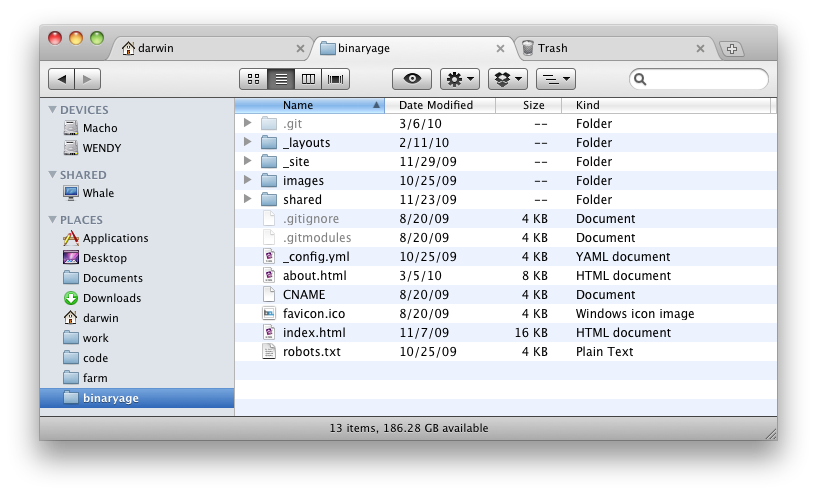 darwin binaryage Trash
Name Date Modified Size Kind
DEVICES
Macho
WENDY
SHARED
Whale
PLACES
Applications
Desktop
Documents
Downloads
darwin
work
code
farm
binaryage
.git 3/6/10 -- Folder
_layouts 2/11/10 -- Folder
_site 11/29/09 -- Folder
images 10/25/09 -- Folder
shared 11/23/09 -- Folder
.gitignore 8/20/09 4 KB Document
.gitmodules 8/20/09 4 KB Document
_config.yml 10/25/09 4 KB YAML document
about.html 3/5/10 8 KB HTML document
CNAME 8/20/09 4 KB Document
favicon.ico 8/20/09 4 KB Windows icon image
index.html 11/7/09 16 KB HTML document
robots.txt 10/25/09 4 KB Plain Text
13 items, 186.28 GB available